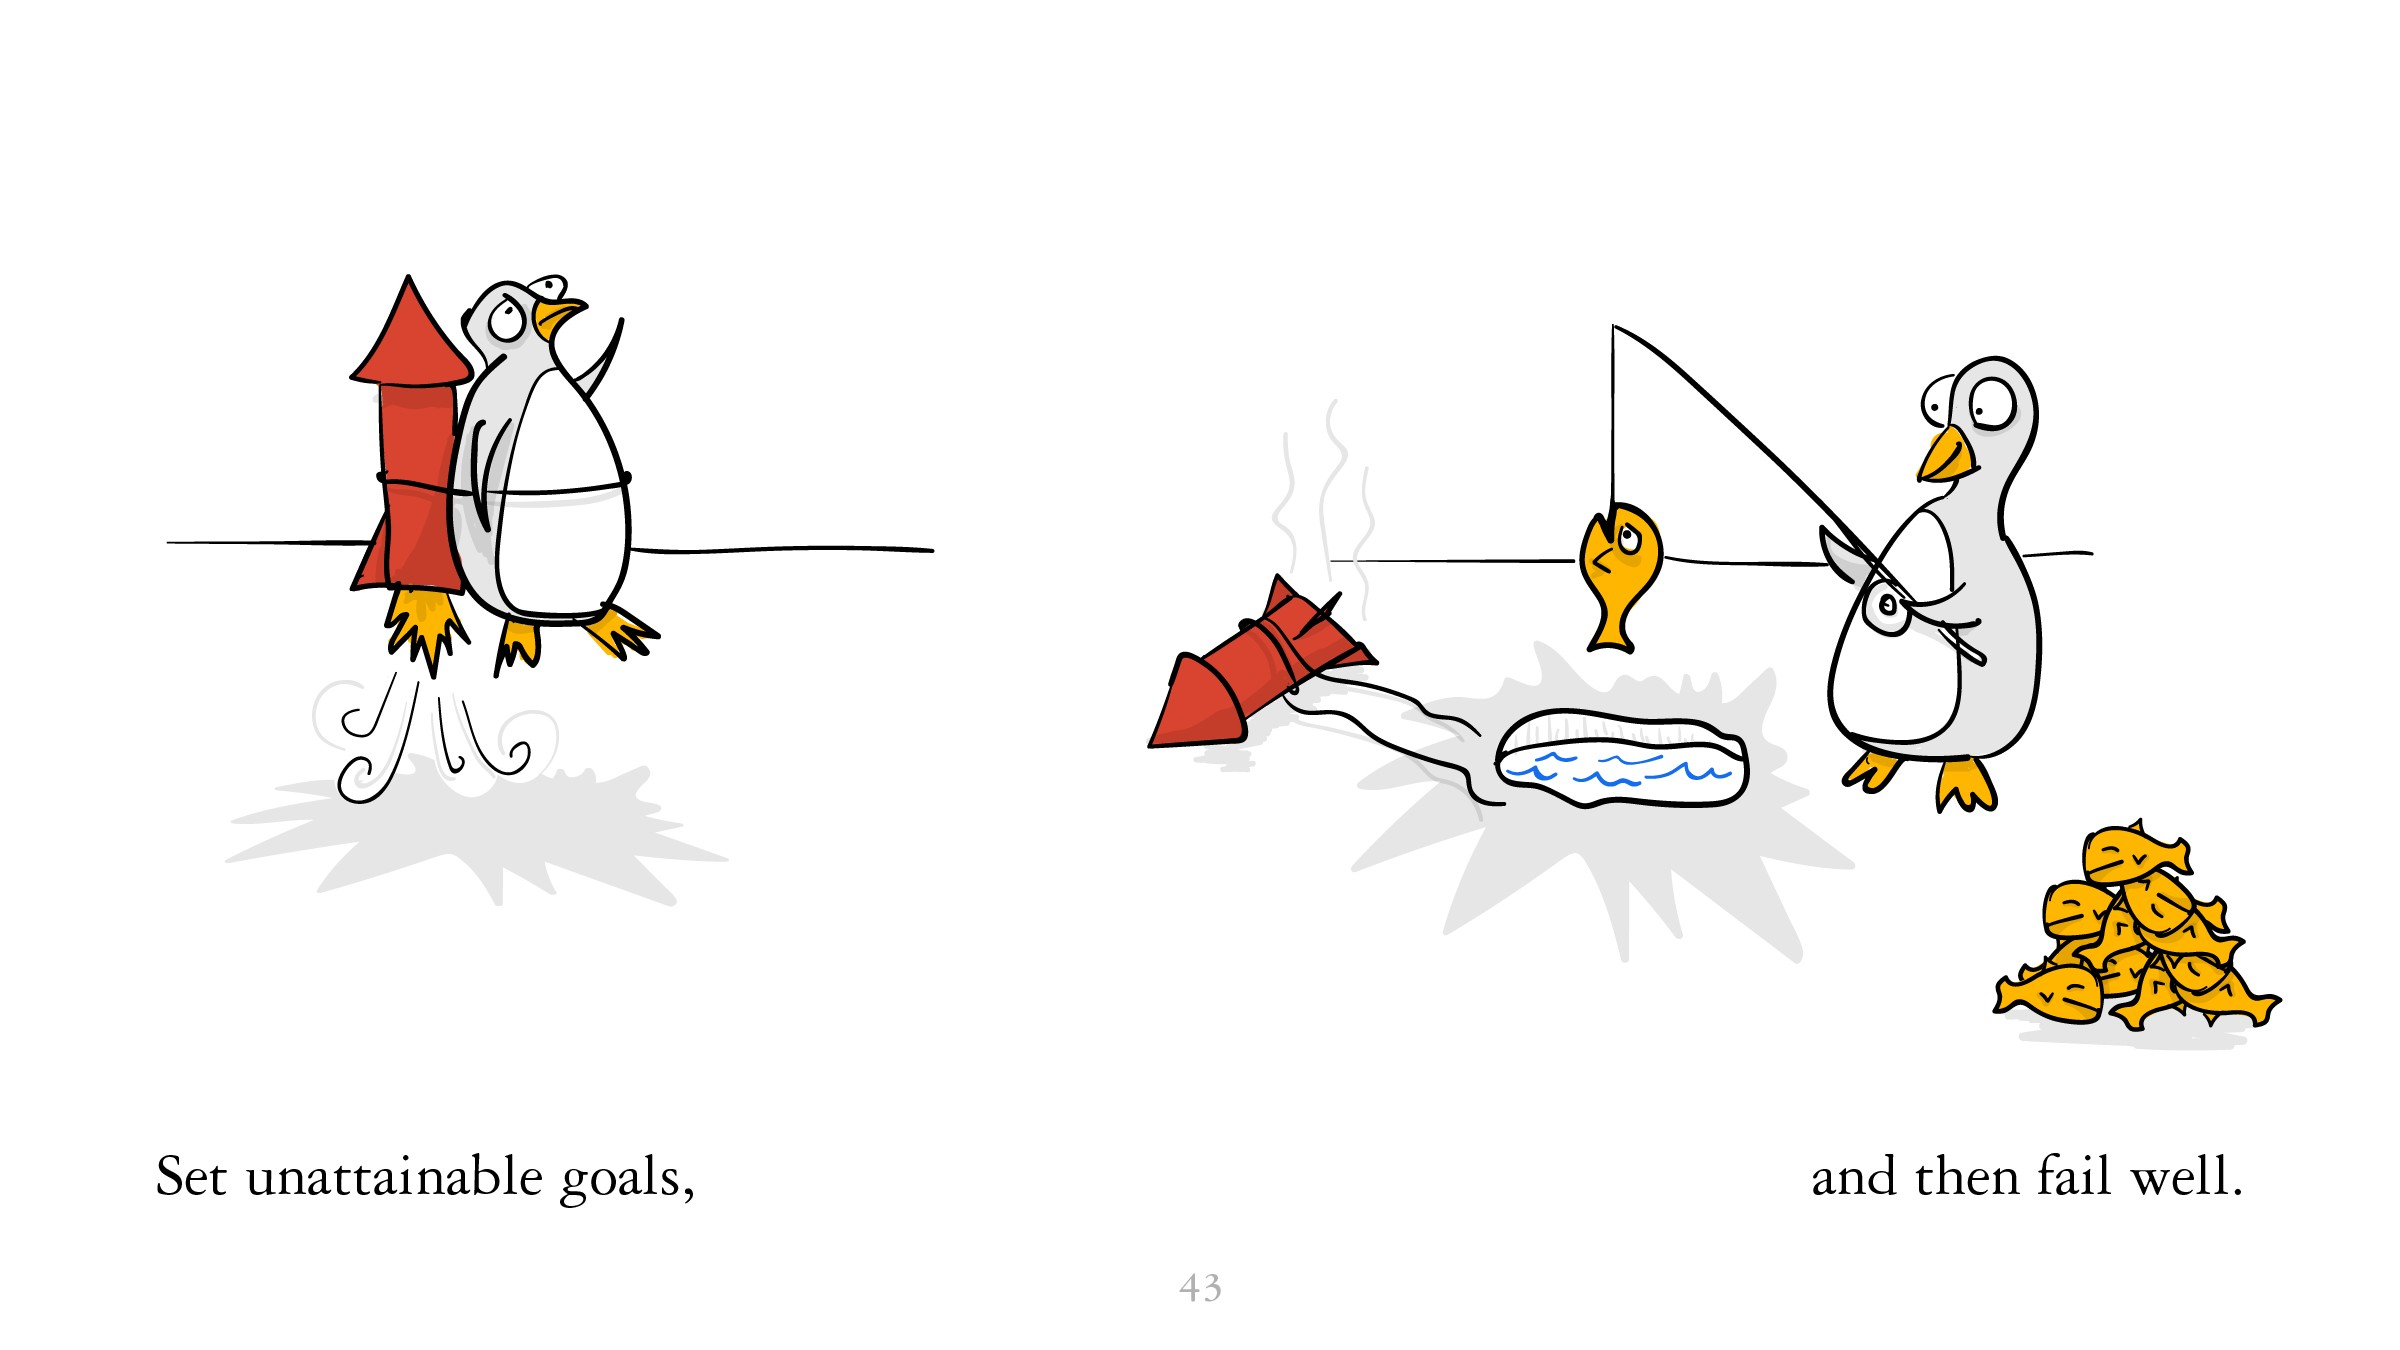 Set unattainable goals,
and then fail well.
43